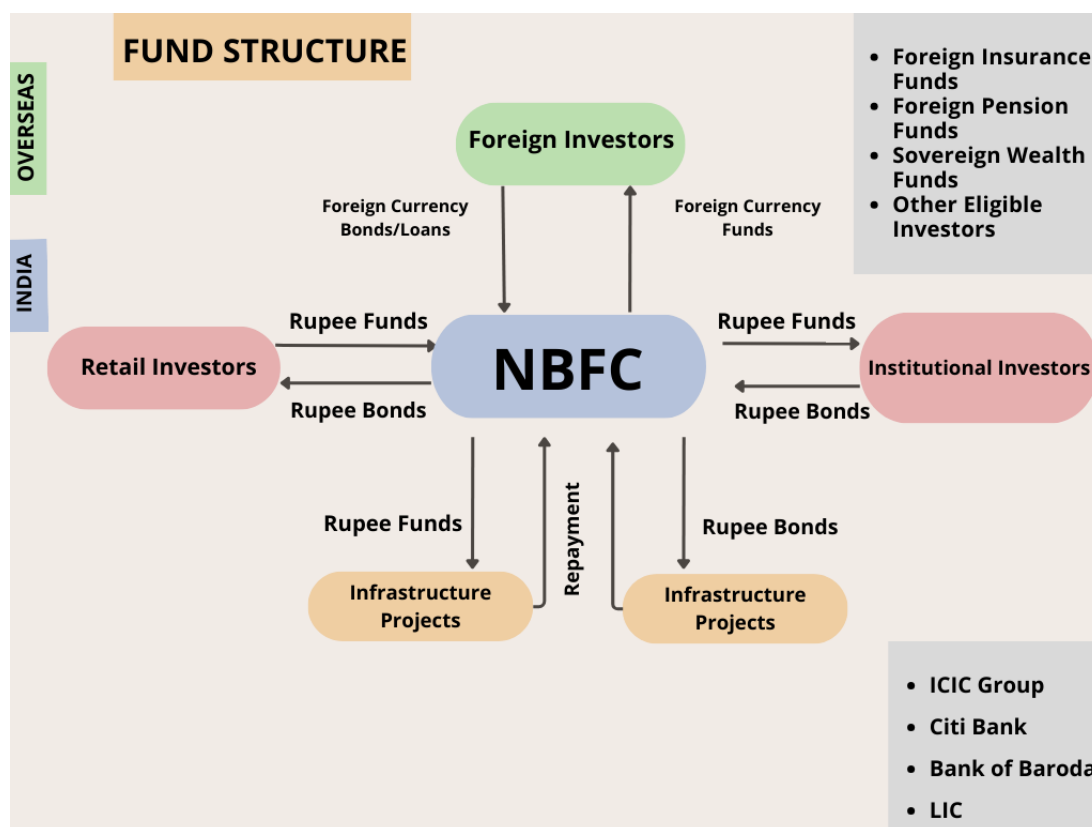 FUND STRUCTURE
OVERSEAS
INDIA
• Foreign Insurance
Funds
• Foreign Pension
Funds
• Sovereign Wealth
Funds
• Other Eligible
Investors
Foreign Investors
Foreign Currency
Bonds/Loans
Foreign Currency
Funds
Retail Investors
Rupee Funds
Rupee Bonds
NBFC
Rupee Funds
Rupee Bonds
Institutional Investors
Rupee Funds
Repayment
Rupee Bonds
Infrastructure
Projects
Infrastructure
Projects
• ICIC Group
• Citi Bank
• Bank of Baroda
• LIC